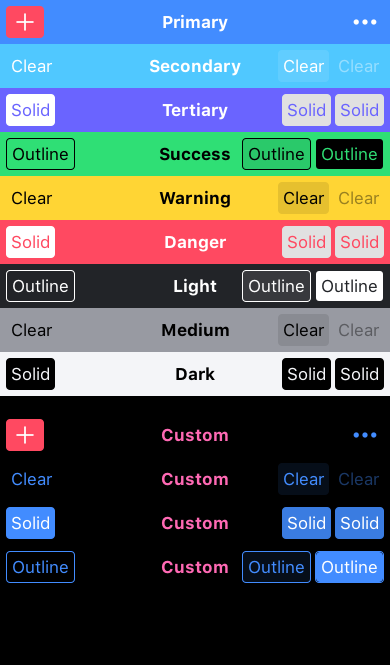 Primary
Clear Secondary Clear Clear
Solid Tertiary Solid Solid
Outline Success Outline Outline
Clear Warning Clear Clear
Solid Danger Solid Solid
Outline Light Outline Outline
Clear Medium Clear Clear
Solid Dark Solid Solid
Custom
Clear Custom Clear Clear
Solid Custom Solid Solid
Outline Custom Outline Outline